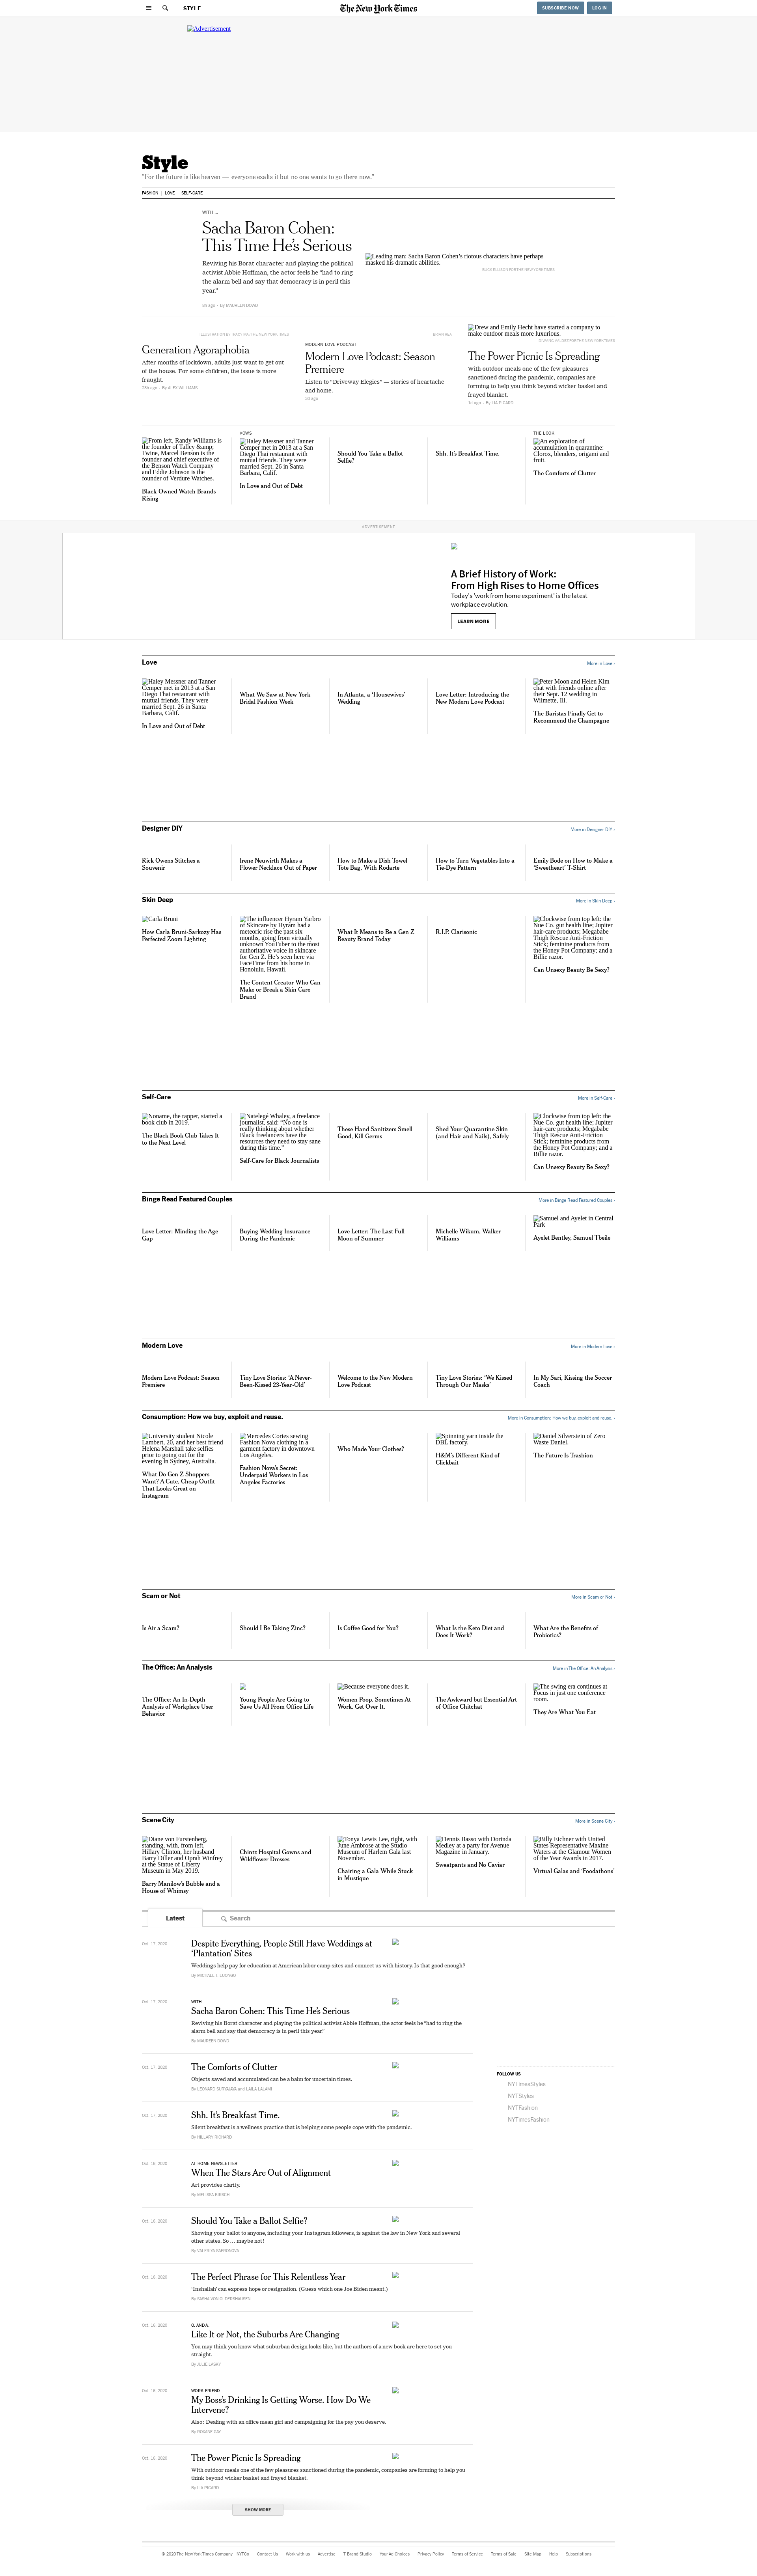 STYLE
The New York Times
SUBSCRIBE NOW
LOG IN
Advertisement
Style
"For the future is like heaven — everyone exalts it but no one wants to go there now."
FASHION
LOVE
SELF-CARE
WITH ...
Sacha Baron Cohen:
This Time He's Serious
Reviving his Borat character and playing the political
activist Abbie Hoffman, the actor feels he "had to ring
the alarm bell and say that democracy is in peril this
year."
By MAUREEN DOWD
Leading man: Sacha Baron Cohen's riotous characters have perhaps
masked his dramatic abilities.
Generation Agoraphobia
After months of lockdown, adults just want to get out
of the house. For some children, the issue is more
fraught.
By ALEX WILLIAMS
MODERN LOVE PODCAST
Modern Love Podcast: Season
Premiere
Listen to "Driveway Elegies" — stories of heartache
and home.
Drew and Emily Hecht have started a company to
make outdoor meals more luxurious.
The Power Picnic Is Spreading
With outdoor meals one of the few pleasures
sanctioned during the pandemic, companies are
forming to help you think beyond wicker basket and
frayed blanket.
By LIA PICARD
From left, Randy Williams is
the founder of Talley &amp;
Twine, Marcel Benson is the
founder and chief executive of
the Benson Watch Company
and Eddie Johnson is the
founder of Verdure Watches.
Black-Owned Watch Brands
Rising
VOWS
Haley Messner and Tanner
Cemper met in 2013 at a San
Diego Thai restaurant with
mutual friends. They were
married Sept. 26 in Santa
Barbara, Calif.
In Love and Out of Debt
Should You Take a Ballot
Selfie?
Shh. It's Breakfast Time.
THE LOOK
An exploration of
accumulation in quarantine:
Clorox, blenders, origami and
fruit.
The Comforts of Clutter
ADVERTISEMENT
A Brief History of Work:
From High Rises to Home Offices
Today's 'work from home experiment' is the latest
workplace evolution.
LEARN MORE
Love
More in Love ›
Haley Messner and Tanner
Cemper met in 2013 at a San
Diego Thai restaurant with
mutual friends. They were
married Sept. 26 in Santa
Barbara, Calif.
In Love and Out of Debt
What We Saw at New York
Bridal Fashion Week
In Atlanta, a 'Housewives'
Wedding
Love Letter: Introducing the
New Modern Love Podcast
Peter Moon and Helen Kim
chat with friends online after
their Sept. 12 wedding in
Wilmette, Ill.
The Baristas Finally Get to
Recommend the Champagne
Designer DIY
More in Designer DIY ›
Rick Owens Stitches a
Souvenir
Irene Neuwirth Makes a
Flower Necklace Out of Paper
How to Make a Dish Towel
Tote Bag, With Rodarte
How to Turn Vegetables Into a
Tie-Dye Pattern
Emily Bode on How to Make a
'Sweetheart' T-Shirt
Skin Deep
More in Skin Deep ›
Carla Bruni
How Carla Bruni-Sarkozy Has
Perfected Zoom Lighting
The influencer Hyram Yarbro
of Skincare by Hyram had a
meteoric rise the past six
months, going from virtually
unknown YouTuber to the most
authoritative voice in skincare
for Gen Z. He's seen here via
FaceTime from his home in
Honolulu, Hawaii.
The Content Creator Who Can
Make or Break a Skin Care
Brand
What It Means to Be a Gen Z
Beauty Brand Today
R.I.P. Clarisonic
Clockwise from top left: the
Nue Co. gut health line; Jupiter
hair-care products; Megababe
Thigh Rescue Anti-Friction
Stick; feminine products from
the Honey Pot Company; and a
Billie razor.
Can Unsexy Beauty Be Sexy?
Self-Care
More in Self-Care ›
Noname, the rapper, started a
book club in 2019.
The Black Book Club Takes It
to the Next Level
Natelegé Whaley, a freelance
journalist, said: "No one is
really thinking about whether
Black freelancers have the
resources they need to stay sane
during this time."
Self-Care for Black Journalists
These Hand Sanitizers Smell
Good, Kill Germs
Shed Your Quarantine Skin
(and Hair and Nails), Safely
Clockwise from top left: the
Nue Co. gut health line; Jupiter
hair-care products; Megababe
Thigh Rescue Anti-Friction
Stick; feminine products from
the Honey Pot Company; and a
Billie razor.
Can Unsexy Beauty Be Sexy?
Binge Read Featured Couples
More in Binge Read Featured Couples ›
Love Letter: Minding the Age
Gap
Buying Wedding Insurance
During the Pandemic
Love Letter: The Last Full
Moon of Summer
Michelle Wikum, Walker
Williams
Samuel and Ayelet in Central
Park
Ayelet Bentley, Samuel Tbeile
Modern Love
More in Modern Love ›
Modern Love Podcast: Season
Premiere
Tiny Love Stories: 'A Never-
Been-Kissed 23-Year-Old'
Welcome to the New Modern
Love Podcast
Tiny Love Stories: 'We Kissed
Through Our Masks'
In My Sari, Kissing the Soccer
Coach
Consumption: How we buy, exploit and reuse.
More in Consumption: How we buy, exploit and reuse. ›
University student Nicole
Lambert, 20, and her best friend
Helena Marshall take selfies
prior to going out for the
evening in Sydney, Australia.
What Do Gen Z Shoppers
Want? A Cute, Cheap Outfit
That Looks Great on
Instagram
Mercedes Cortes sewing
Fashion Nova clothing in a
garment factory in downtown
Los Angeles.
Fashion Nova's Secret:
Underpaid Workers in Los
Angeles Factories
Who Made Your Clothes?
Spinning yarn inside the
DBL factory.
H&M's Different Kind of
Clickbait
Daniel Silverstein of Zero
Waste Daniel.
The Future Is Trashion
Scam or Not
More in Scam or Not ›
Is Air a Scam?
Should I Be Taking Zinc?
Is Coffee Good for You?
What Is the Keto Diet and
Does It Work?
What Are the Benefits of
Probiotics?
The Office: An Analysis
More in The Office: An Analysis ›
The Office: An In-Depth
Analysis of Workplace User
Behavior
Young People Are Going to
Save Us All From Office Life
Because everyone does it.
Women Poop. Sometimes At
Work. Get Over It.
The Awkward but Essential Art
of Office Chitchat
The swing era continues at
Focus in just one conference
room.
They Are What You Eat
Scene City
More in Scene City ›
Diane von Furstenberg,
standing, with, from left,
Hillary Clinton, her husband
Barry Diller and Oprah Winfrey
at the Statue of Liberty
Museum in May 2019.
Barry Manilow's Bubble and a
House of Whimsy
Chintz Hospital Gowns and
Wildflower Dresses
Tonya Lewis Lee, right, with
Jane Ambrose at the Studio
Museum of Harlem Gala last
November.
Chairing a Gala While Stuck
in Mustique
Dennis Basso with Dorinda
Medley at a party for Avenue
Magazine in January.
Sweatpants and No Caviar
Billy Eichner with United
States Representative Maxine
Waters at the Glamour Women
of the Year Awards in 2017.
Virtual Galas and 'Foodathons'
Latest
Search
Oct. 17, 2020
Despite Everything, People Still Have Weddings at
'Plantation' Sites
Weddings help pay for education at American labor camp sites and connect us with history. Is that good enough?
By MICHAEL T. LUONGO
Oct. 17, 2020
WITH ...
Sacha Baron Cohen: This Time He's Serious
Reviving his Borat character and playing the political activist Abbie Hoffman, the actor feels he "had to ring the
alarm bell and say that democracy is in peril this year."
By MAUREEN DOWD
Oct. 17, 2020
The Comforts of Clutter
Objects saved and accumulated can be a balm for uncertain times.
Oct. 17, 2020
Shh. It's Breakfast Time.
Silent breakfast is a wellness practice that is helping some people cope with the pandemic.
By HILLARY RICHARD
Oct. 16, 2020
AT HOME NEWSLETTER
When The Stars Are Out of Alignment
Art provides clarity.
By MELISSA KIRSCH
Oct. 16, 2020
Should You Take a Ballot Selfie?
Showing your ballot to anyone, including your Instagram followers, is against the law in New York and several
other states. So … maybe not!
By VALERIYA SAFRONOVA
Oct. 16, 2020
The Perfect Phrase for This Relentless Year
'Inshallah' can express hope or resignation. (Guess which one Joe Biden meant.)
Oct. 16, 2020
Q. AND A.
Like It or Not, the Suburbs Are Changing
You may think you know what suburban design looks like, but the authors of a new book are here to set you
straight.
By JULIE LASKY
Oct. 16, 2020
WORK FRIEND
My Boss's Drinking Is Getting Worse. How Do We
Intervene?
Also: Dealing with an office mean girl and campaigning for the pay you deserve.
By ROXANE GAY
Oct. 16, 2020
The Power Picnic Is Spreading
With outdoor meals one of the few pleasures sanctioned during the pandemic, companies are forming to help you
think beyond wicker basket and frayed blanket.
By LIA PICARD
SHOW MORE
FOLLOW US
NYTimesStyles
NYTStyles
NYTFashion
NYTimesFashion
© 2020 The New York Times Company
NYTCo
Contact Us
Work with us
Advertise
T Brand Studio
Your Ad Choices
Privacy Policy
Terms of Service
Terms of Sale
Site Map
Help
Subscriptions